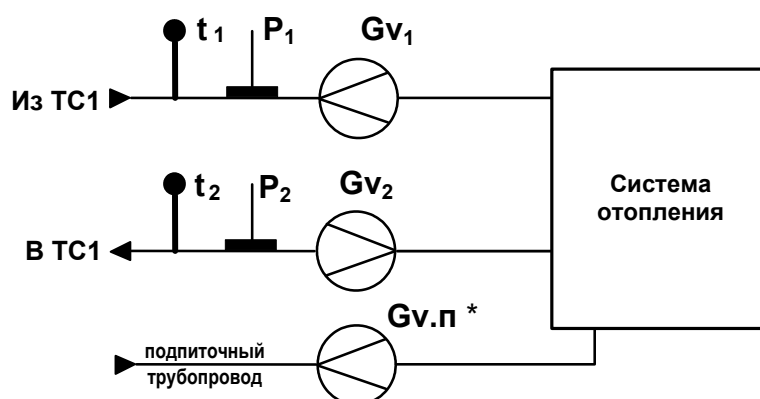 t 1 P1 Gv1
Из ТС1
t 2 P2 Gv2
В ТС1
Система
отопления
Gv.п *
подпиточный
трубопровод